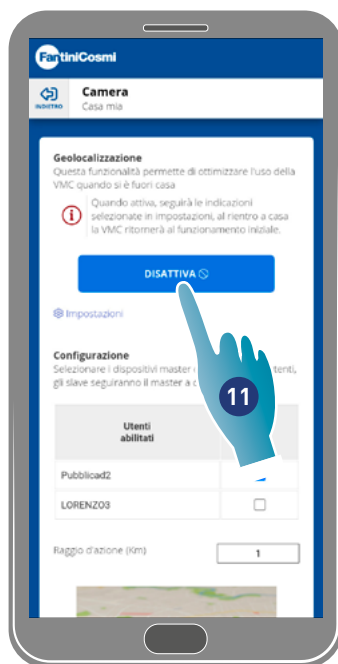 FantiniCosmi
INDIETRO
Camera
Casa mia
Geolocalizzazione
Questa funzionalità permette di ottimizzare l'uso della
VMC quando si è fuori casa
Quando attiva, seguirà le indicazioni
selezionate in impostazioni, al rientro a casa
la VMC ritornerà al funzionamento iniziale.
DISATTIVA
Impostazioni
Configurazione
Selezionare i dispositivi master tenti,
gli slave seguiranno il master a
11
Utenti
abilitati
Pubblicad2
LORENZO3
Raggio d'azione (Km)
1